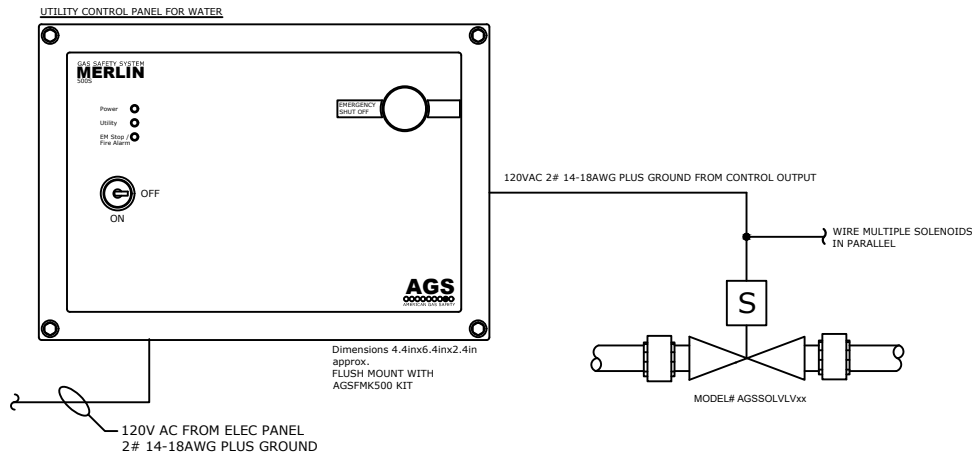 UTILITY CONTROL PANEL FOR WATER
GAS SAFETY SYSTEM
MERLIN
500S
Power
Utility
EM Stop /
Fire Alarm
OFF
ON
EMERGENCY
SHUT OFF
AGS
AMERICAN GAS SAFETY
120VAC 2# 14-18AWG PLUS GROUND FROM CONTROL OUTPUT
WIRE MULTIPLE SOLENOIDS
IN PARALLEL
S
MODEL# AGSSOLVLVxx
Dimensions 4.4inx6.4inx2.4in
approx.
FLUSH MOUNT WITH
AGSFMK500 KIT
120V AC FROM ELEC PANEL
2# 14-18AWG PLUS GROUND